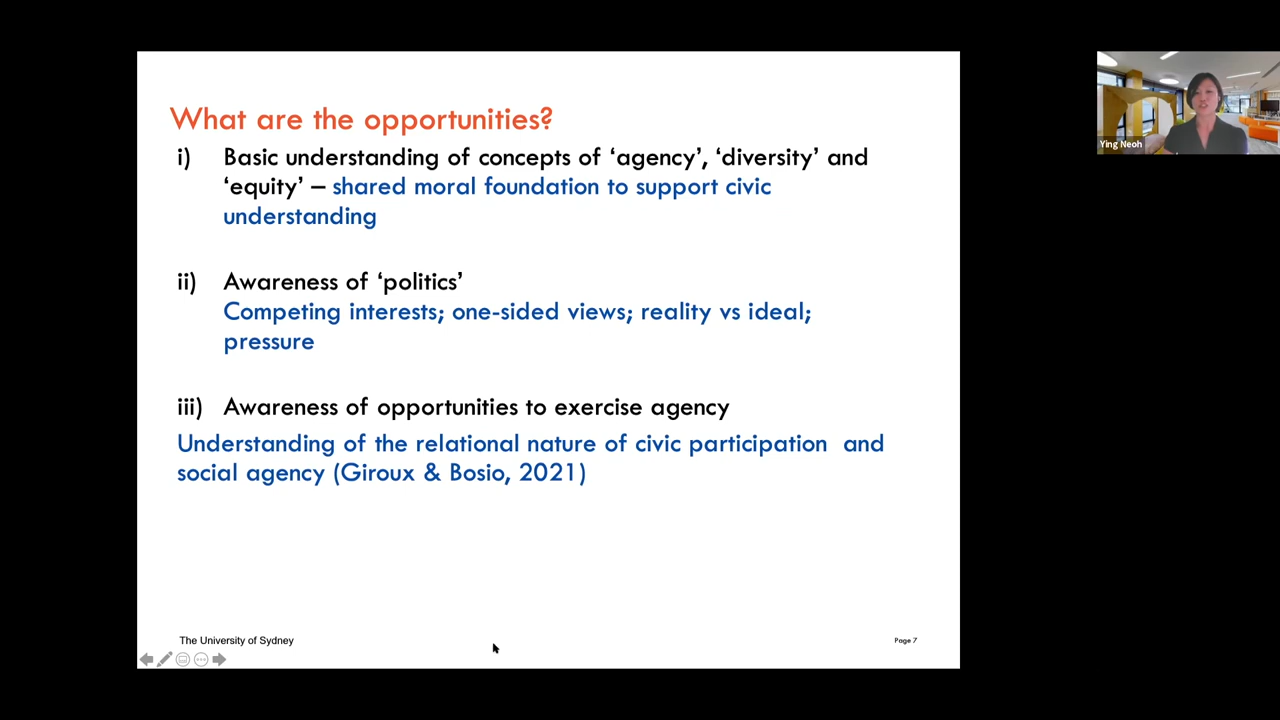 What are the opportunities?
i) Basic understanding of concepts of ‘agency’, ‘diversity’ and
‘equity’ – shared moral foundation to support civic
understanding
ii) Awareness of ‘politics’
Competing interests; one-sided views; reality vs ideal;
pressure
iii) Awareness of opportunities to exercise agency
Understanding of the relational nature of civic participation and
social agency (Giroux & Bosio, 2021)
The University of Sydney
Page 7
Ying Neoh